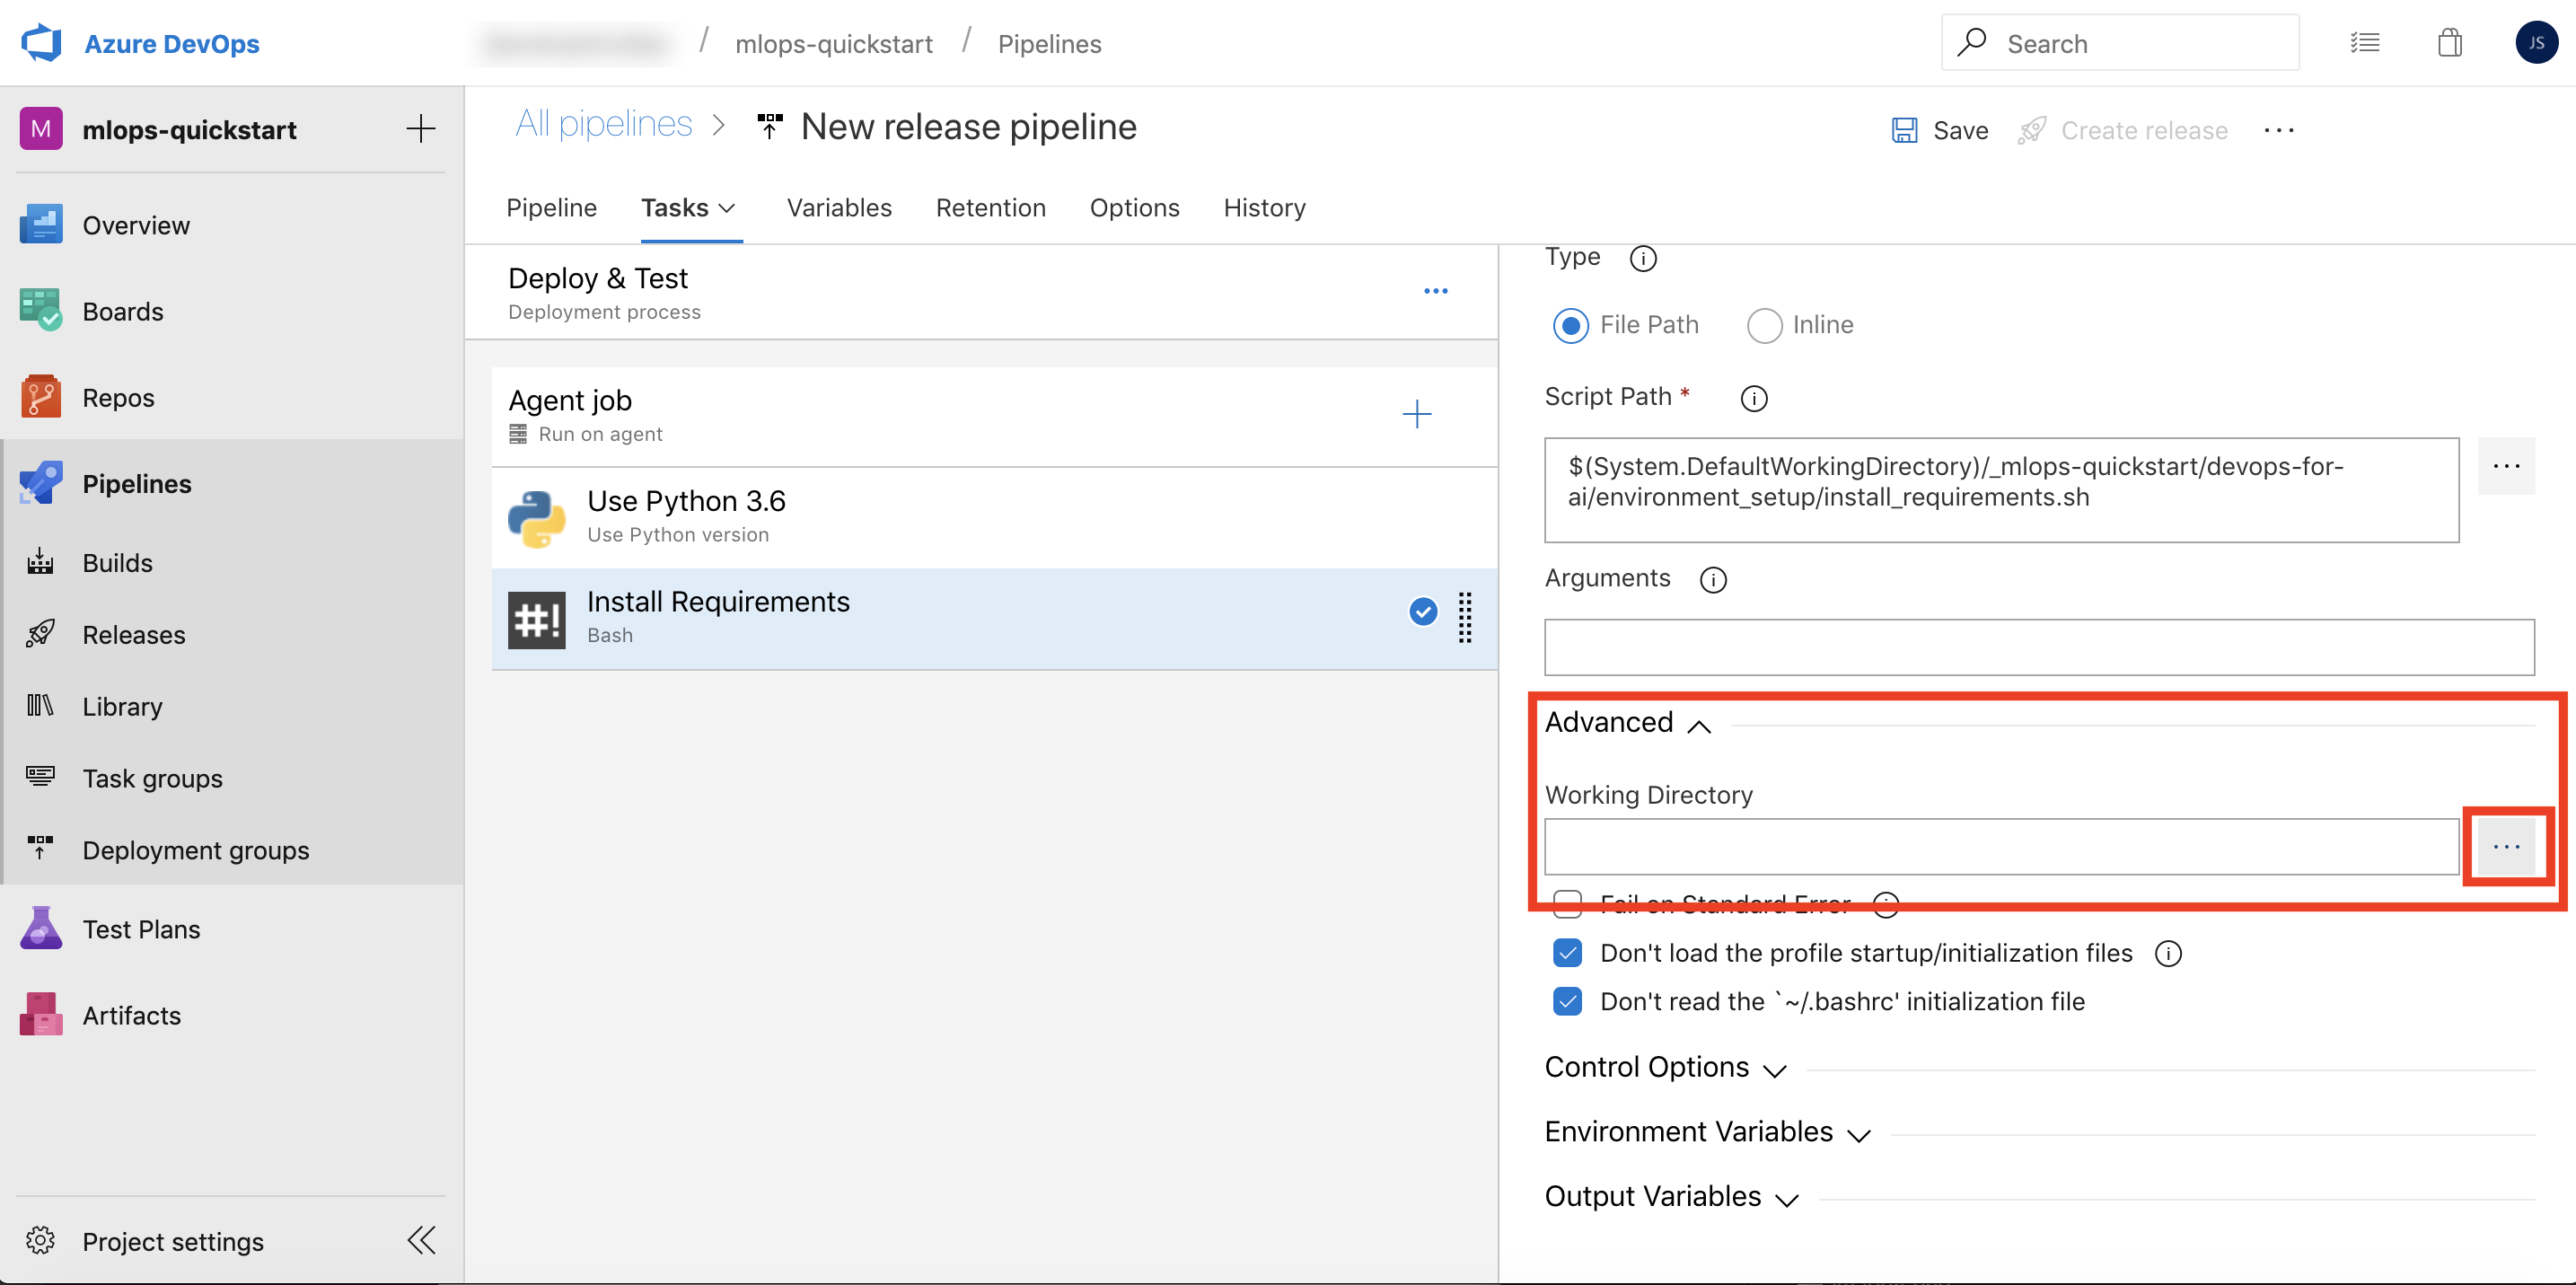 Azure DevOps
/ mlops-quickstart / Pipelines
Search
JS
M mlops-quickstart
Overview
Boards
Repos
Pipelines
Builds
Releases
Library
Task groups
Deployment groups
Test Plans
Artifacts
Project settings
All pipelines > New release pipeline
Save
Create release
...
Pipeline
Tasks
Variables
Retention
Options
History
Deploy & Test
Deployment process
...
Agent job
Run on agent
Use Python 3.6
Use Python version
#!
Install Requirements
Bash
Type
File Path
Inline
Script Path *
$(System.DefaultWorkingDirectory)/_mlops-quickstart/devops-for-
ai/environment_setup/install_requirements.sh
...
Arguments
Advanced
Working Directory
...
Fail on Standard Error
Don't load the profile startup/initialization files
Don't read the `~/.bashrc' initialization file
Control Options
Environment Variables
Output Variables